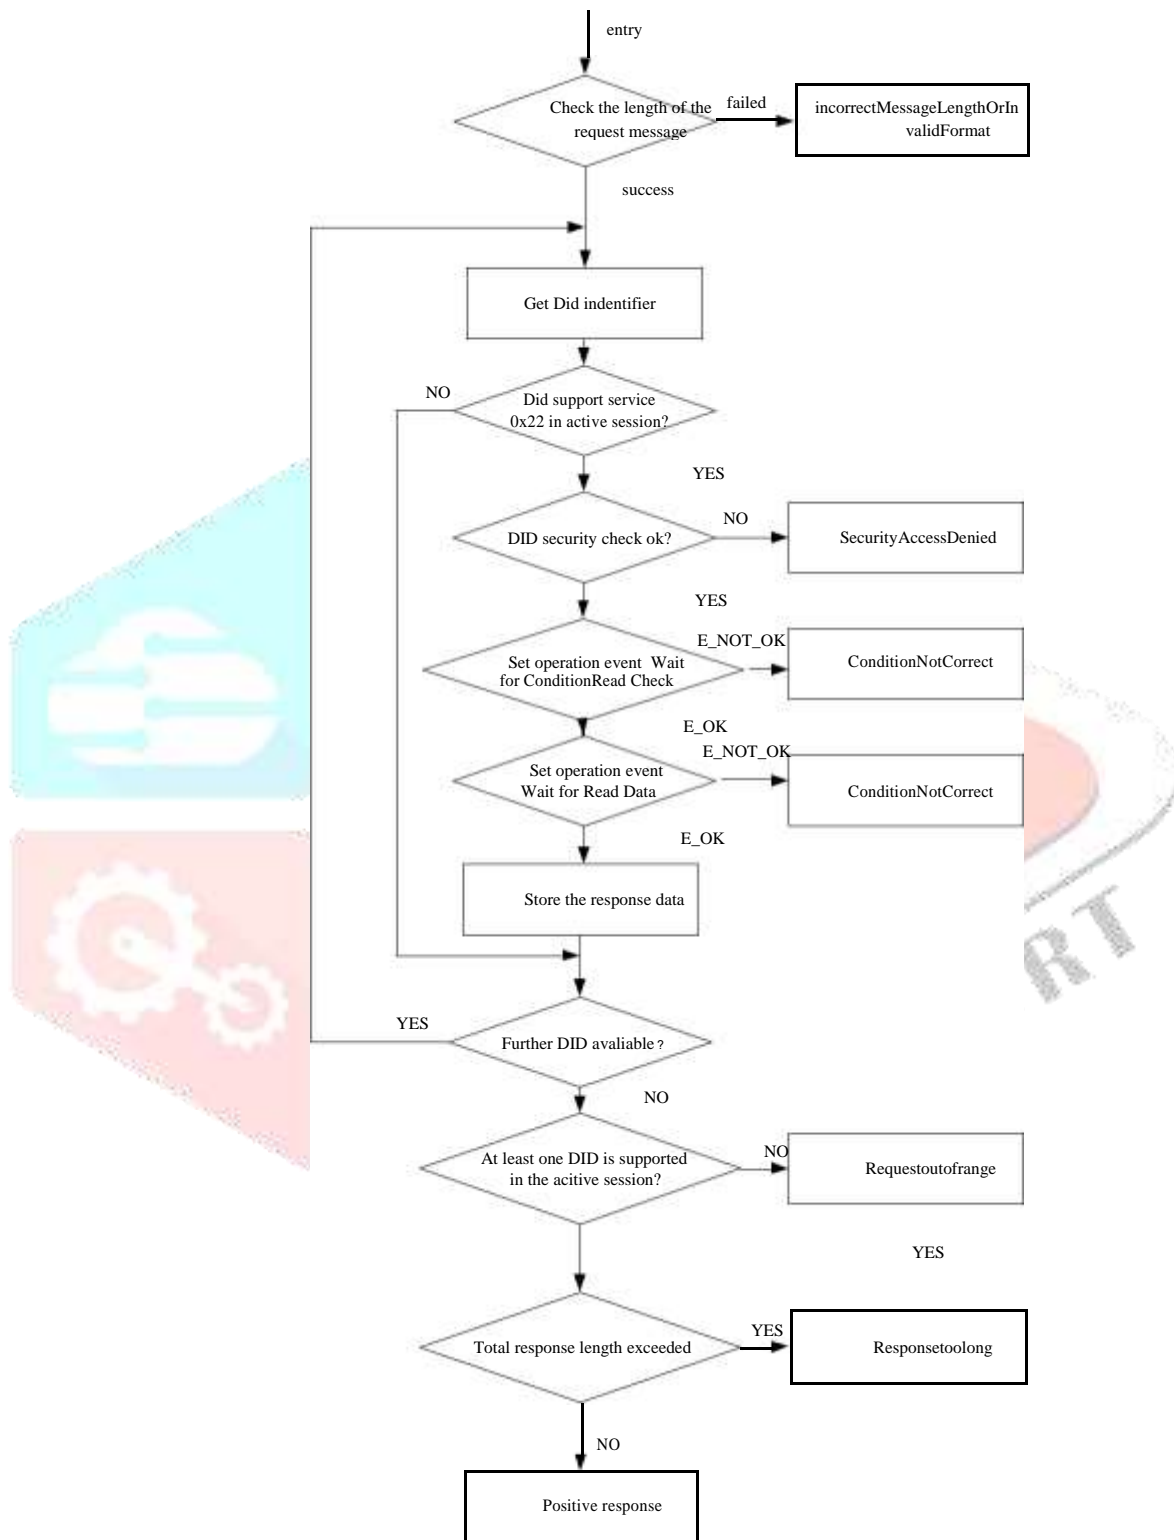 entry
Check the length of the
request message
failed
incorrectMessageLengthOrIn
validFormat
success
Get Did indentifier
NO
Did support service
0x22 in active session?
YES
DID security check ok?
NO
SecurityAccessDenied
YES
Set operation event Wait
for ConditionRead Check
E_NOT_OK
ConditionNotCorrect
E_OK
Set operation event
Wait for Read Data
E_NOT_OK
ConditionNotCorrect
E_OK
Store the response data
YES
Further DID avaliable?
NO
At least one DID is supported
in the acitive session?
NO
Requestoutofrange
YES
Total response length exceeded
YES
Responsetoolong
NO
Positive response
RT